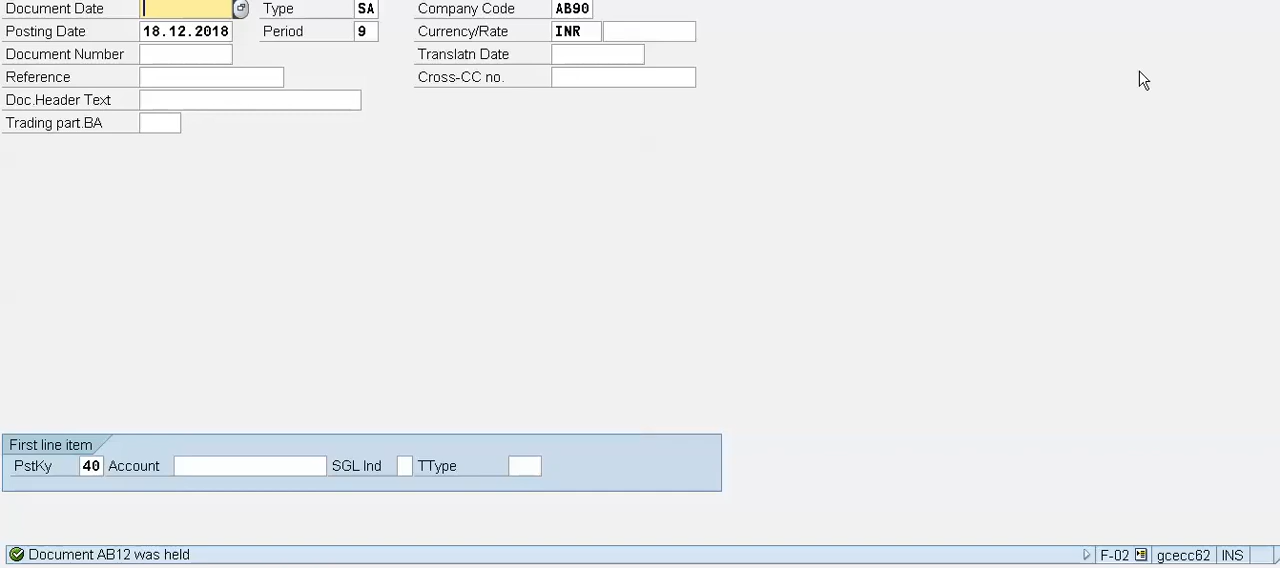 Document Date Type SA Company Code AB90
Posting Date 18.12.2018 Period 9 Currency/Rate INR
Document Number Translatn Date
Reference Cross-CC no.
Doc.Header Text
Trading part.BA
First line item
PstKy 40 Account SGL Ind TType
Document AB12 was held F-02 gcecc62 INS